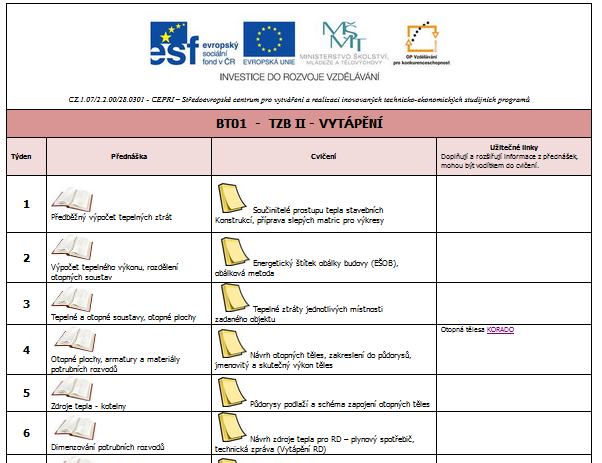 esf evropský
sociální
fond v ČR
EVROPSKÁ UNIE
MINISTERSTVO ŠKOLSTVÍ,
MLÁDEŽE A TĚLOVÝCHOVY
OP Vzdělávání
pro konkurenceschopnost
INVESTICE DO ROZVOJE VZDĚLÁVÁNÍ
CZ.1.07/2.2.00/28.0301 - CEPRI – Středoevropské centrum pro vytváření a realizaci inovovaných technicko-ekonomických studijních programů
BT01 - TZB II - VYTÁPĚNÍ
Týden
Přednáška
Cvičení
Užitečné linky
Doplňují a rozšiřují informace z přednášek,
mohou být vodítkem do cvičení.
1
Předběžný výpočet tepelných ztrát
Součinitelé prostupu tepla stavebních
Konstrukcí, příprava slepých matric pro výkresy
2
Výpočet tepelného výkonu, rozdělení
otopných soustav
Energetický štítek obálky budovy (EŠOB),
obálková metoda
3
Tepelné a otopné soustavy, otopné plochy
Tepelné ztráty jednotlivých místností
zadaného objektu
4
Otopné plochy, armatury a materiály
potrubních rozvodů
Návrh otopných těles, zakreslení do půdorysů,
jmenovitý a skutečný výkon těles
Otopná tělesa KORADO
5
Zdroje tepla - kotelny
Půdorysy podlaží a schéma zapojení otopných těles
6
Dimenzování potrubních rozvodů
Návrh zdroje tepla pro RD – plynový spotřebič,
technická zpráva (Vytápění RD)